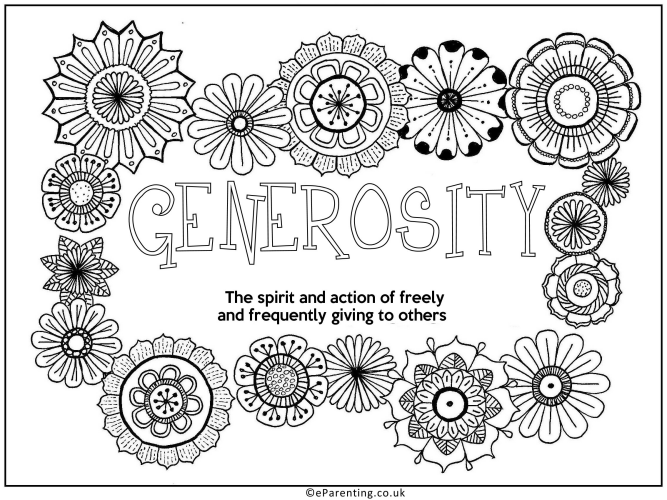 GENEROSITY
The spirit and action of freely
and frequently giving to others
©eParenting.co.uk